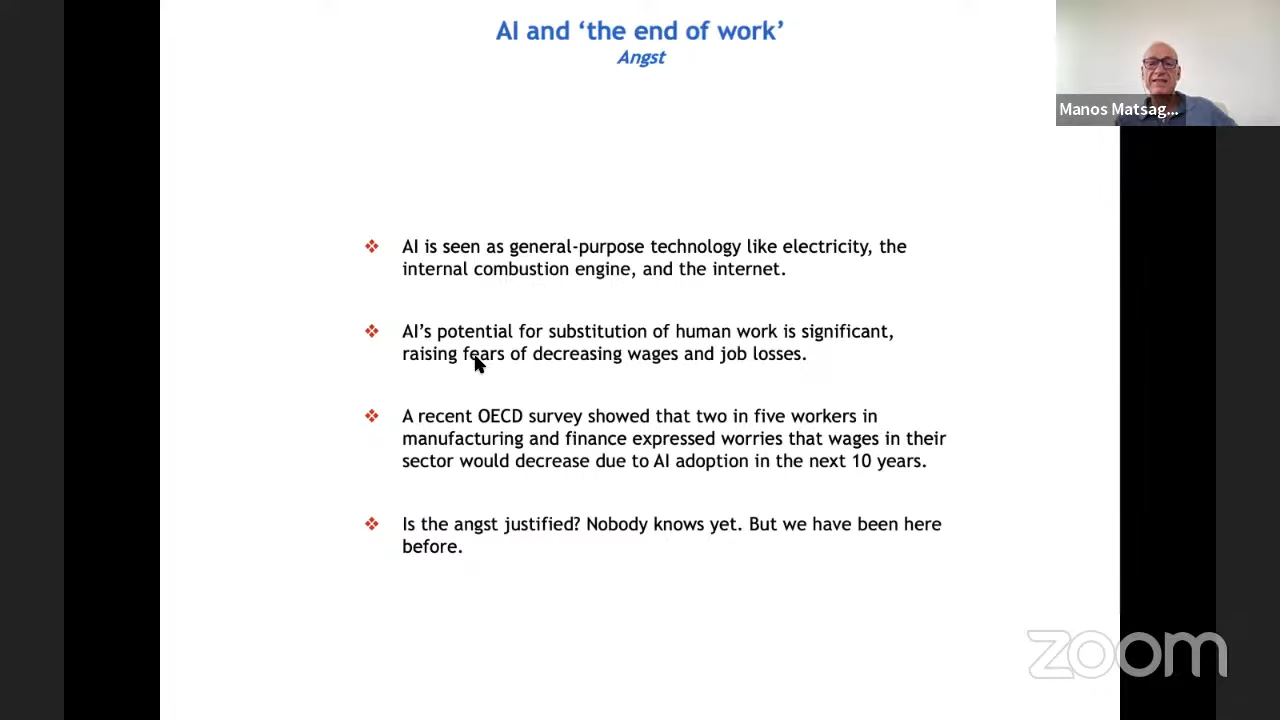 AI and ‘the end of work’
Angst
Manos Matsag...
❖ AI is seen as general-purpose technology like electricity, the
internal combustion engine, and the internet.
❖ AI’s potential for substitution of human work is significant,
raising fears of decreasing wages and job losses.
❖ A recent OECD survey showed that two in five workers in
manufacturing and finance expressed worries that wages in their
sector would decrease due to AI adoption in the next 10 years.
❖ Is the angst justified? Nobody knows yet. But we have been here
before.
zoom